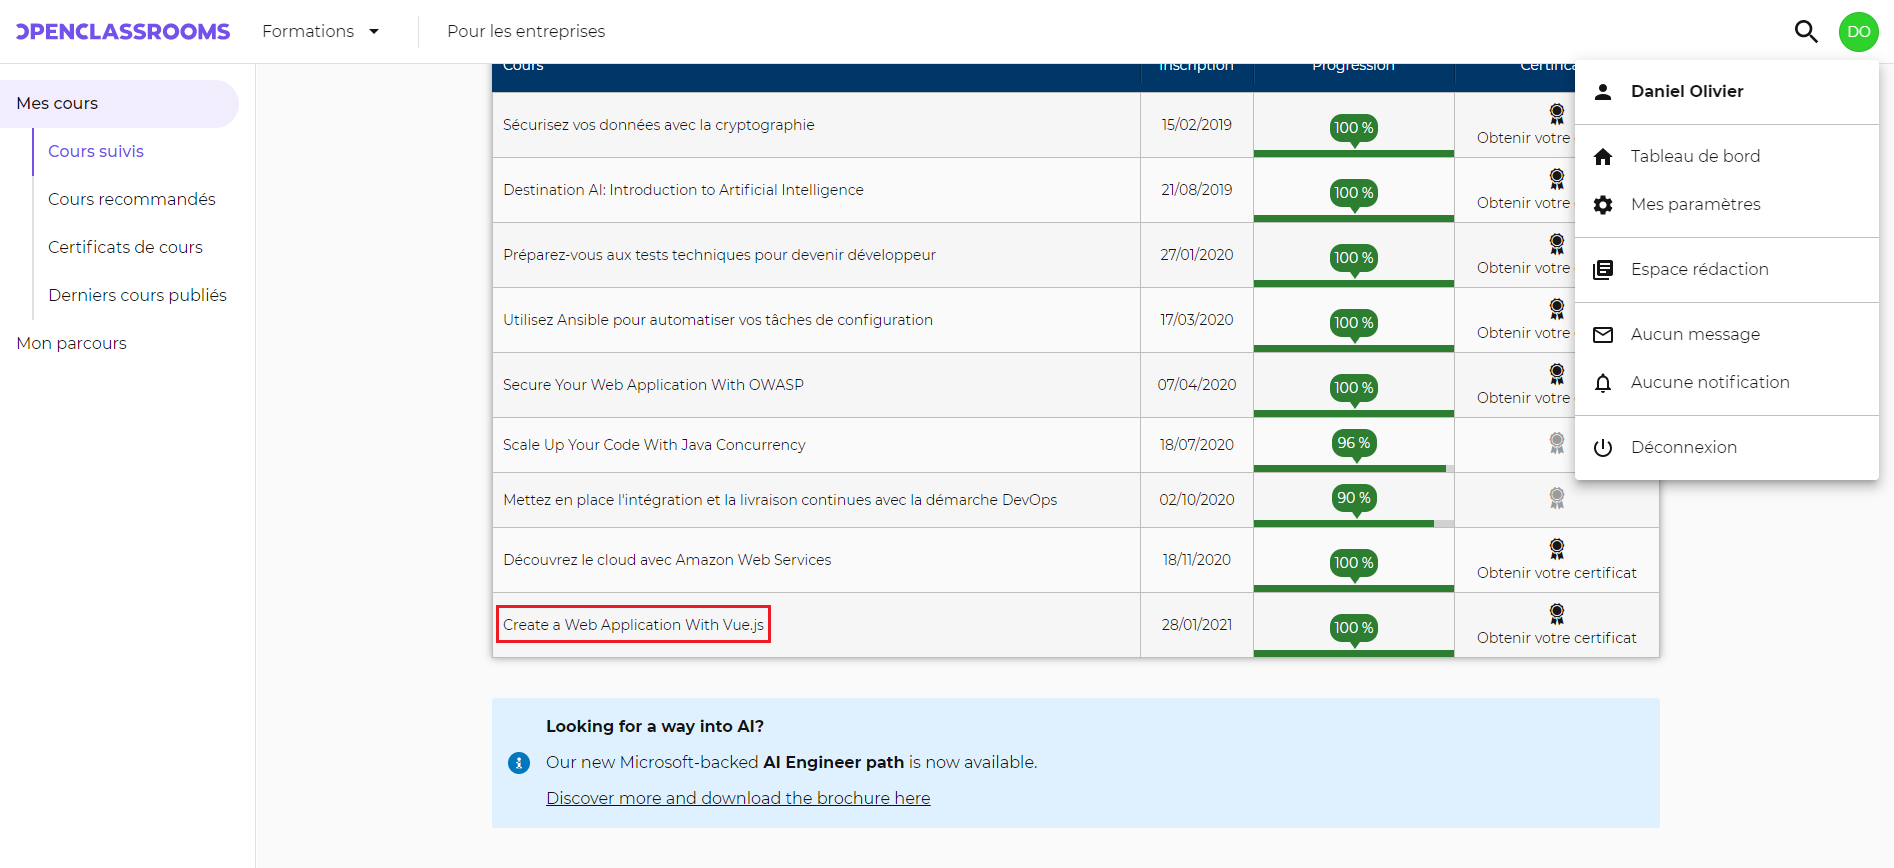 OPENCLASSROOMS
Formations
Pour les entreprises
DO
Mes cours
Cours suivis
Cours recommandés
Certificats de cours
Derniers cours publiés
Mon parcours
Cours Inscription Progression
Sécurisez vos données avec la cryptographie 15/02/2019 100 % Obtenir votre
Destination AI: Introduction to Artificial Intelligence 21/08/2019 100 % Obtenir votre
Préparez-vous aux tests techniques pour devenir développeur 27/01/2020 100 % Obtenir votre
Utilisez Ansible pour automatiser vos tâches de configuration 17/03/2020 100 % Obtenir votre
Secure Your Web Application With OWASP 07/04/2020 100 % Obtenir votre
Scale Up Your Code With Java Concurrency 18/07/2020 96 %
Mettez en place l'intégration et la livraison continues avec la démarche DevOps 02/10/2020 90 %
Découvrez le cloud avec Amazon Web Services 18/11/2020 100 % Obtenir votre certificat
Create a Web Application With Vue.js 28/01/2021 100 % Obtenir votre certificat
Daniel Olivier
Tableau de bord
Mes paramètres
Espace rédaction
Aucun message
Aucune notification
Déconnexion
Looking for a way into AI?
Our new Microsoft-backed AI Engineer path is now available.
Discover more and download the brochure here